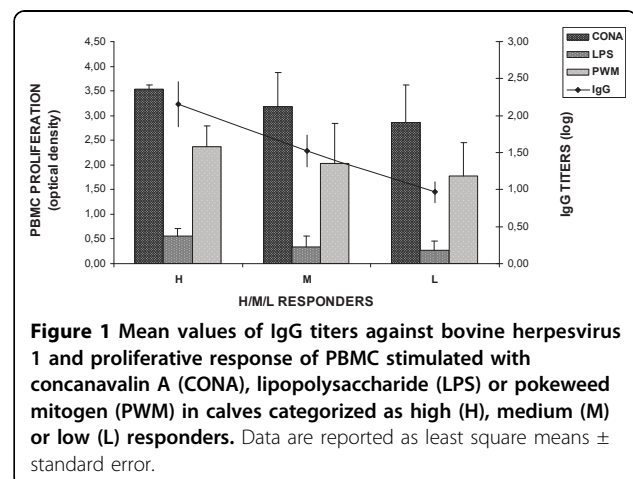 4,50
4,00
3,50
3,00
2,50
2,00
1,50
1,00
0,50
0,00
PBMC PROLIFERATION
(optical density)
CONA
LPS
PWM
IgG
3,00
2,50
2,00
1,50
1,00
0,50
0,00
IgG TITERS (log)
H
M
L
H/M/L RESPONDERS
Figure 1 Mean values of IgG titers against bovine herpesvirus
1 and proliferative response of PBMC stimulated with
concanavalin A (CONA), lipopolysaccharide (LPS) or pokeweed
mitogen (PWM) in calves categorized as high (H), medium (M)
or low (L) responders. Data are reported as least square means ±
standard error.